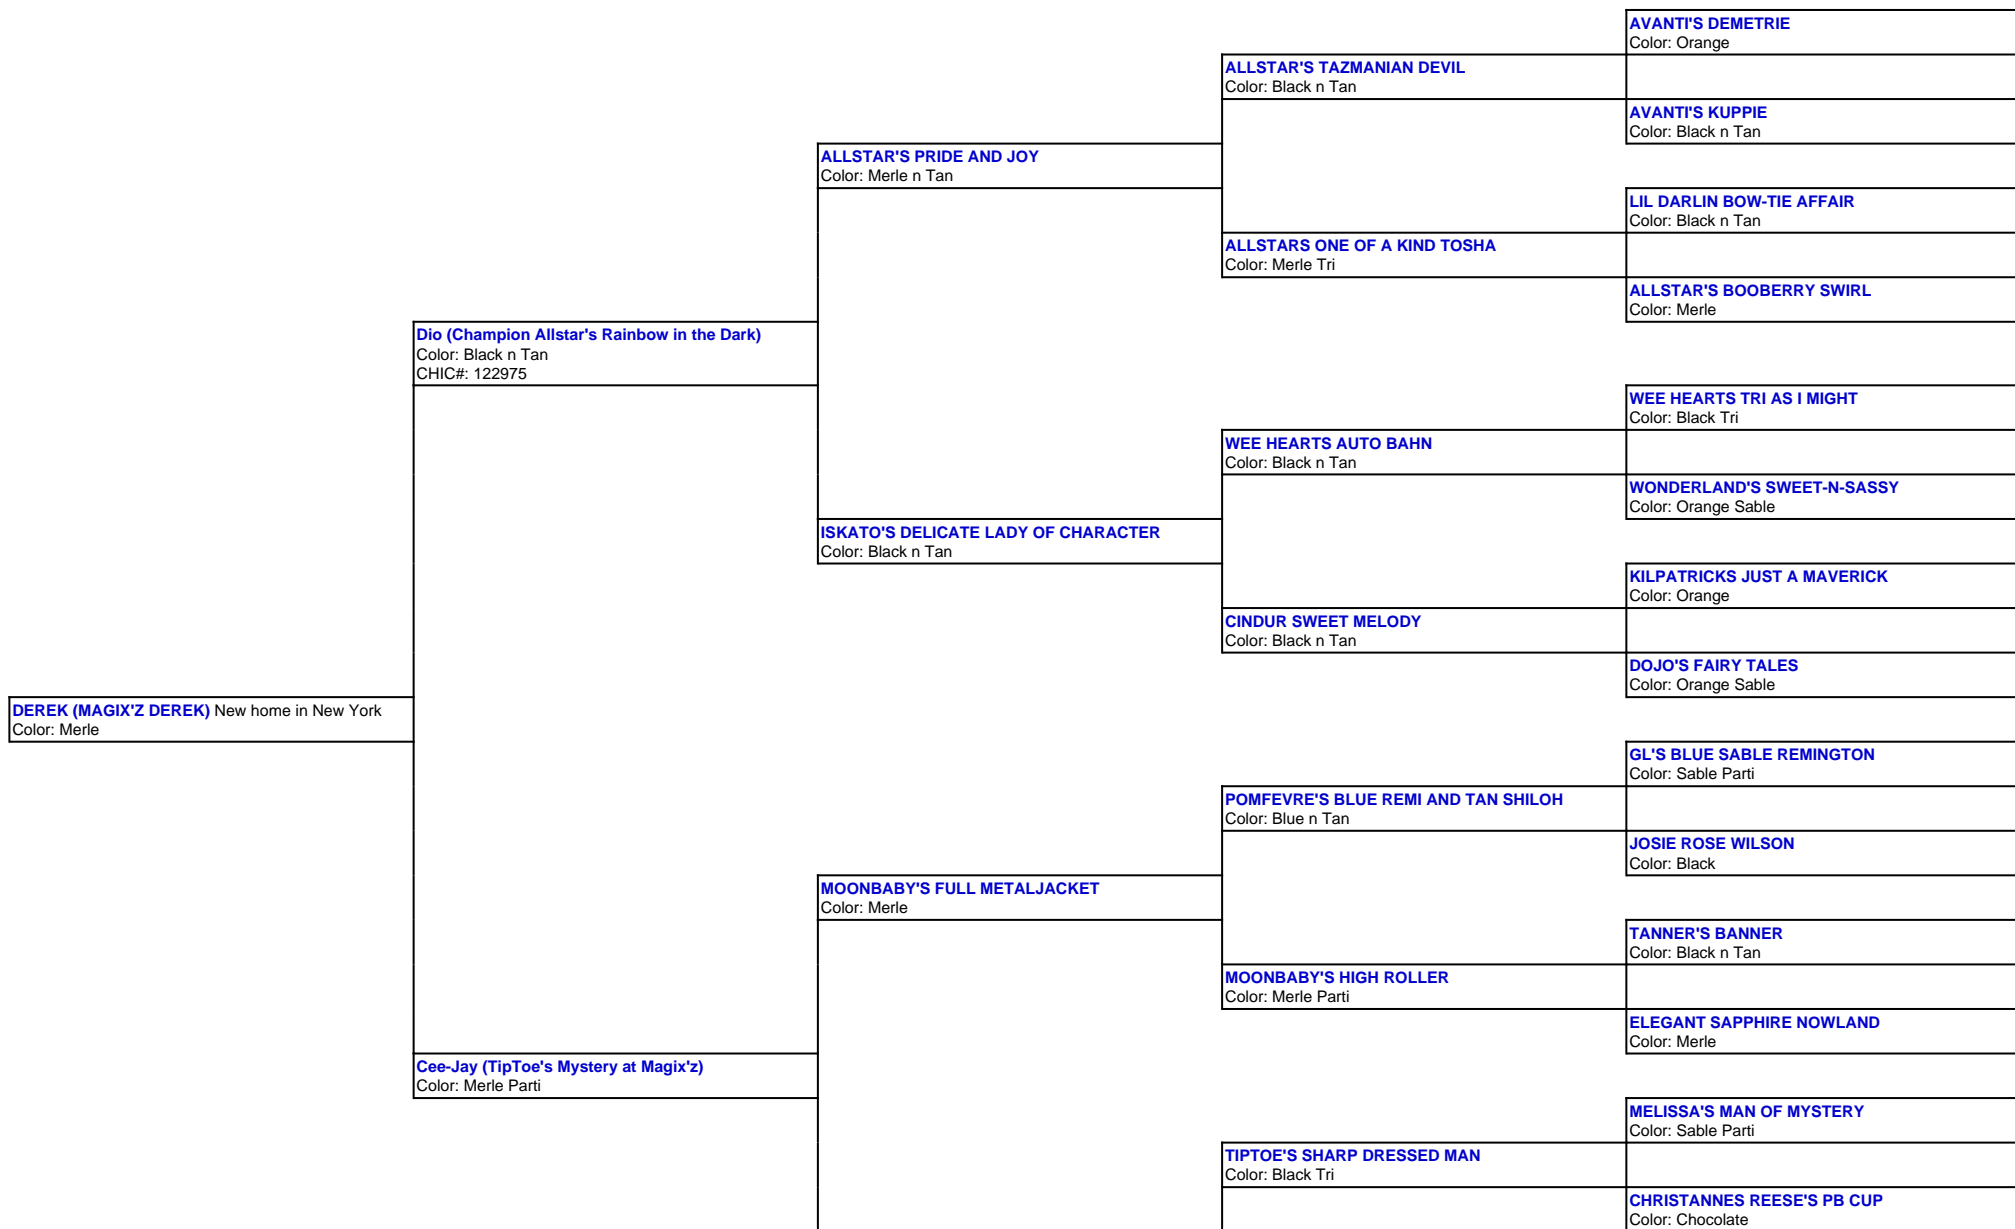 AVANTI'S DEMETRIE
Color: Orange
ALLSTAR'S TAZMANIAN DEVIL
Color: Black n Tan
AVANTI'S KUPPIE
Color: Black n Tan
ALLSTAR'S PRIDE AND JOY
Color: Merle n Tan
LIL DARLIN BOW-TIE AFFAIR
Color: Black n Tan
ALLSTARS ONE OF A KIND TOSHA
Color: Merle Tri
ALLSTAR'S BOOBERRY SWIRL
Color: Merle
Dio (Champion Allstar's Rainbow in the Dark)
Color: Black n Tan
CHIC#: 122975
WEE HEARTS TRI AS I MIGHT
Color: Black Tri
WEE HEARTS AUTO BAHN
Color: Black n Tan
WONDERLAND'S SWEET-N-SASSY
Color: Orange Sable
ISKATO'S DELICATE LADY OF CHARACTER
Color: Black n Tan
KILPATRICKS JUST A MAVERICK
Color: Orange
CINDUR SWEET MELODY
Color: Black n Tan
DOJO'S FAIRY TALES
Color: Orange Sable
DEREK (MAGIX'Z DEREK) New home in New York
Color: Merle
GL'S BLUE SABLE REMINGTON
Color: Sable Parti
POMFEVRE'S BLUE REMI AND TAN SHILOH
Color: Blue n Tan
JOSIE ROSE WILSON
Color: Black
MOONBABY'S FULL METALJACKET
Color: Merle
TANNER'S BANNER
Color: Black n Tan
MOONBABY'S HIGH ROLLER
Color: Merle Parti
ELEGANT SAPPHIRE NOWLAND
Color: Merle
Cee-Jay (TipToe's Mystery at Magix'z)
Color: Merle Parti
MELISSA'S MAN OF MYSTERY
Color: Sable Parti
TIPTOE'S SHARP DRESSED MAN
Color: Black Tri
CHRISTANNES REESE'S PB CUP
Color: Chocolate